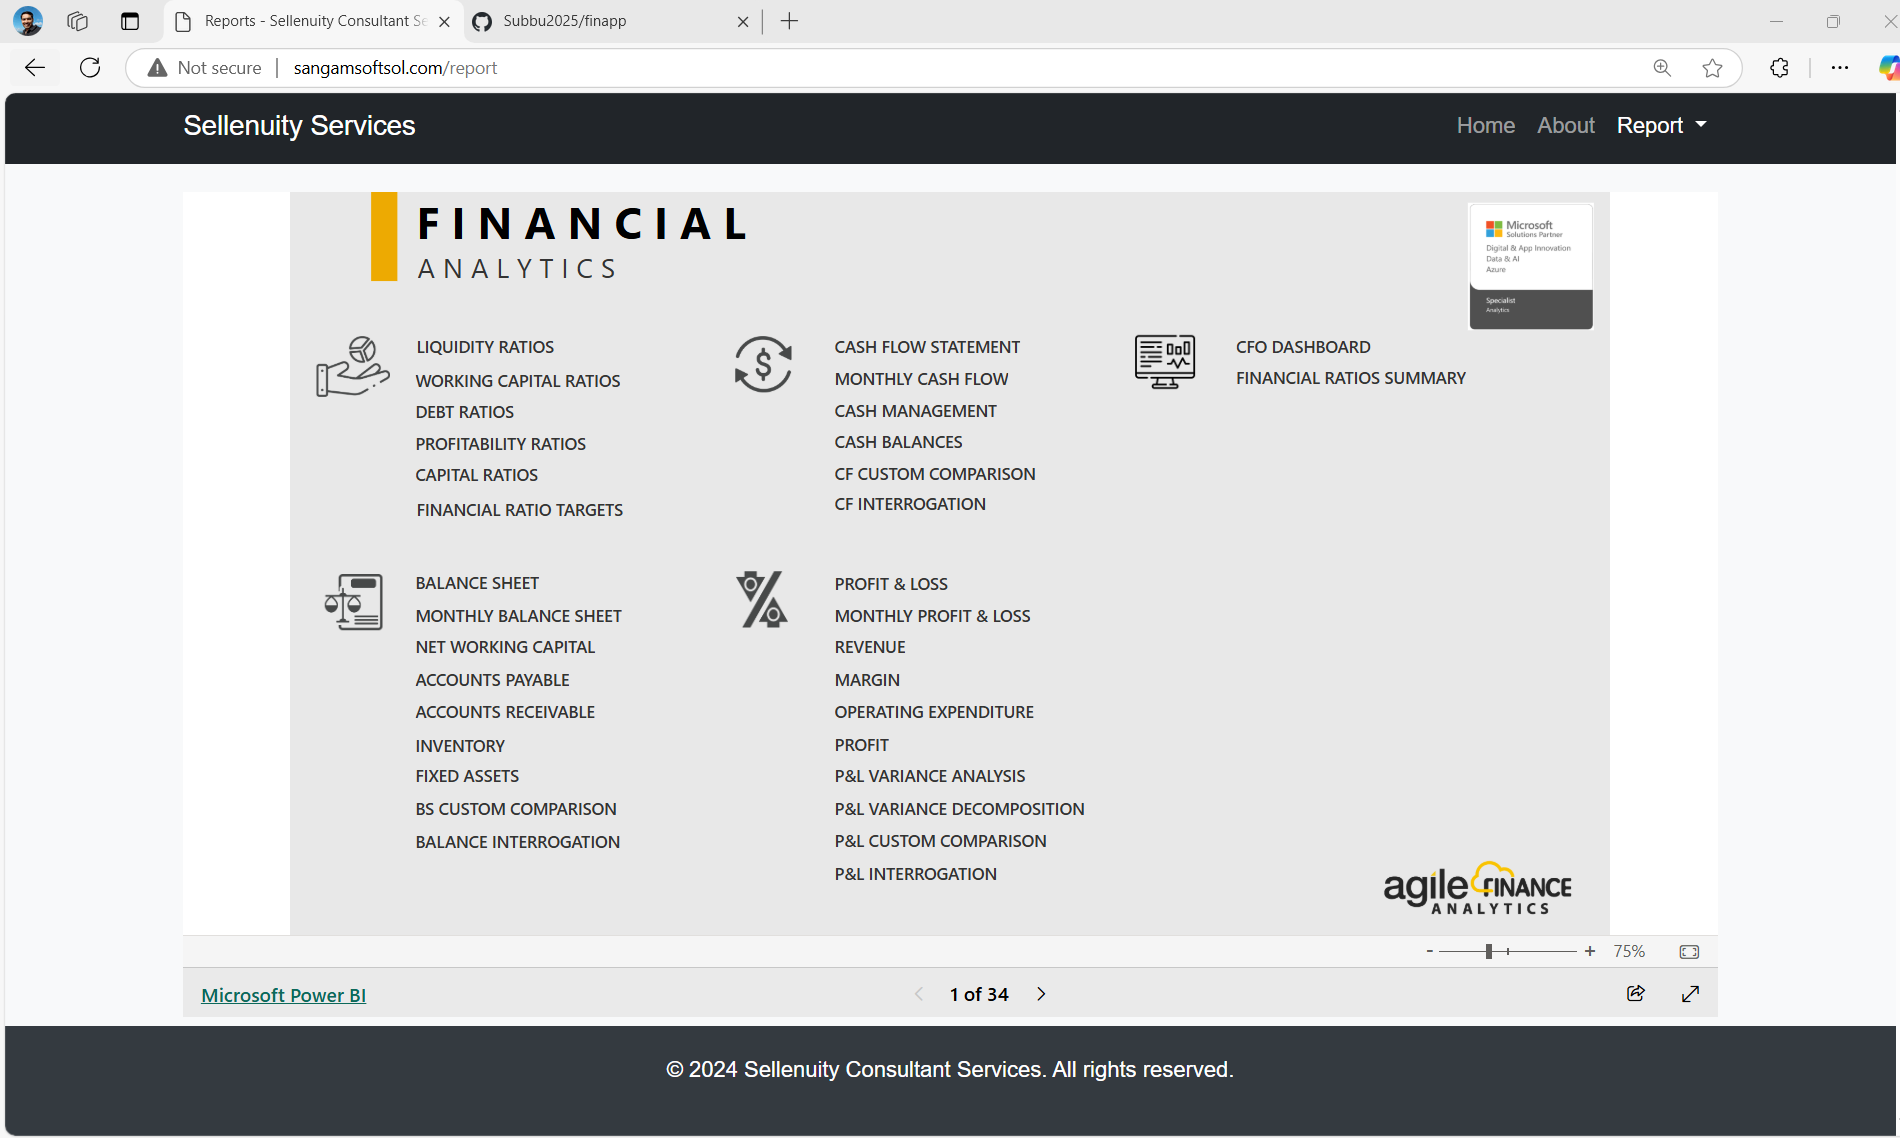 Reports - Sellenuity Consultant Se
Subbu2025/finapp
Not secure
sangamsoftsol.com/report
Sellenuity Services
Home
About
Report
FINANCIAL
ANALYTICS
Microsoft
Solutions Partner
Digital & App Innovation
Data & AI
Azure
Specialist
Analytics
LIQUIDITY RATIOS
WORKING CAPITAL RATIOS
DEBT RATIOS
PROFITABILITY RATIOS
CAPITAL RATIOS
FINANCIAL RATIO TARGETS
CASH FLOW STATEMENT
MONTHLY CASH FLOW
CASH MANAGEMENT
CASH BALANCES
CF CUSTOM COMPARISON
CF INTERROGATION
CFO DASHBOARD
FINANCIAL RATIOS SUMMARY
BALANCE SHEET
MONTHLY BALANCE SHEET
NET WORKING CAPITAL
ACCOUNTS PAYABLE
ACCOUNTS RECEIVABLE
INVENTORY
FIXED ASSETS
BS CUSTOM COMPARISON
BALANCE INTERROGATION
PROFIT & LOSS
MONTHLY PROFIT & LOSS
REVENUE
MARGIN
OPERATING EXPENDITURE
PROFIT
P&L VARIANCE ANALYSIS
P&L VARIANCE DECOMPOSITION
P&L CUSTOM COMPARISON
P&L INTERROGATION
agile FINANCE
ANALYTICS
- + 75%
Microsoft Power BI
1 of 34
© 2024 Sellenuity Consultant Services. All rights reserved.